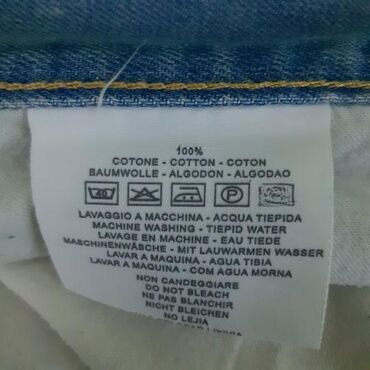 100%
COTONE - COTTON - COTON
BAUMWOLLE - ALGODON - ALGODAO
40 P
LAVAGGIO A MACCHINA - ACQUA TIEPIDA
MACHINE WASHING - TIEPID WATER
LAVAGE EN MACHINE - EAU TIEDE
MASCHINENWÄSCHE - MIT LAUWARMEN WASSER
LAVAR A MAQUINA - AGUA TIBIA
LAVAR A MAQUINA - COM AGUA MORNA
NON CANDEGGIARE
DO NOT BLEACH
NE PAS BLANCHIR
NICHT BLEICHEN
NO LEJIA